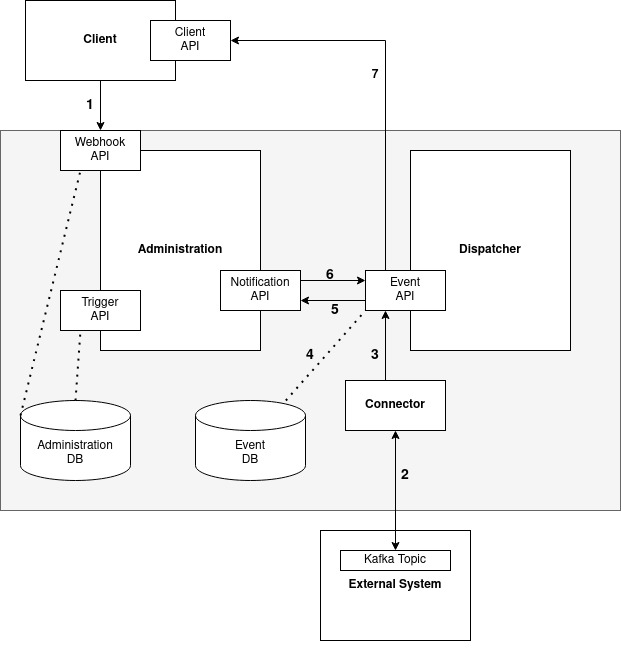 Client
Client
API
7
1
Webhook
API
Administration
Dispatcher
Notification
API
6
5
Event
API
Trigger
API
4
3
Connector
Administration
DB
Event
DB
2
Kafka Topic
External System